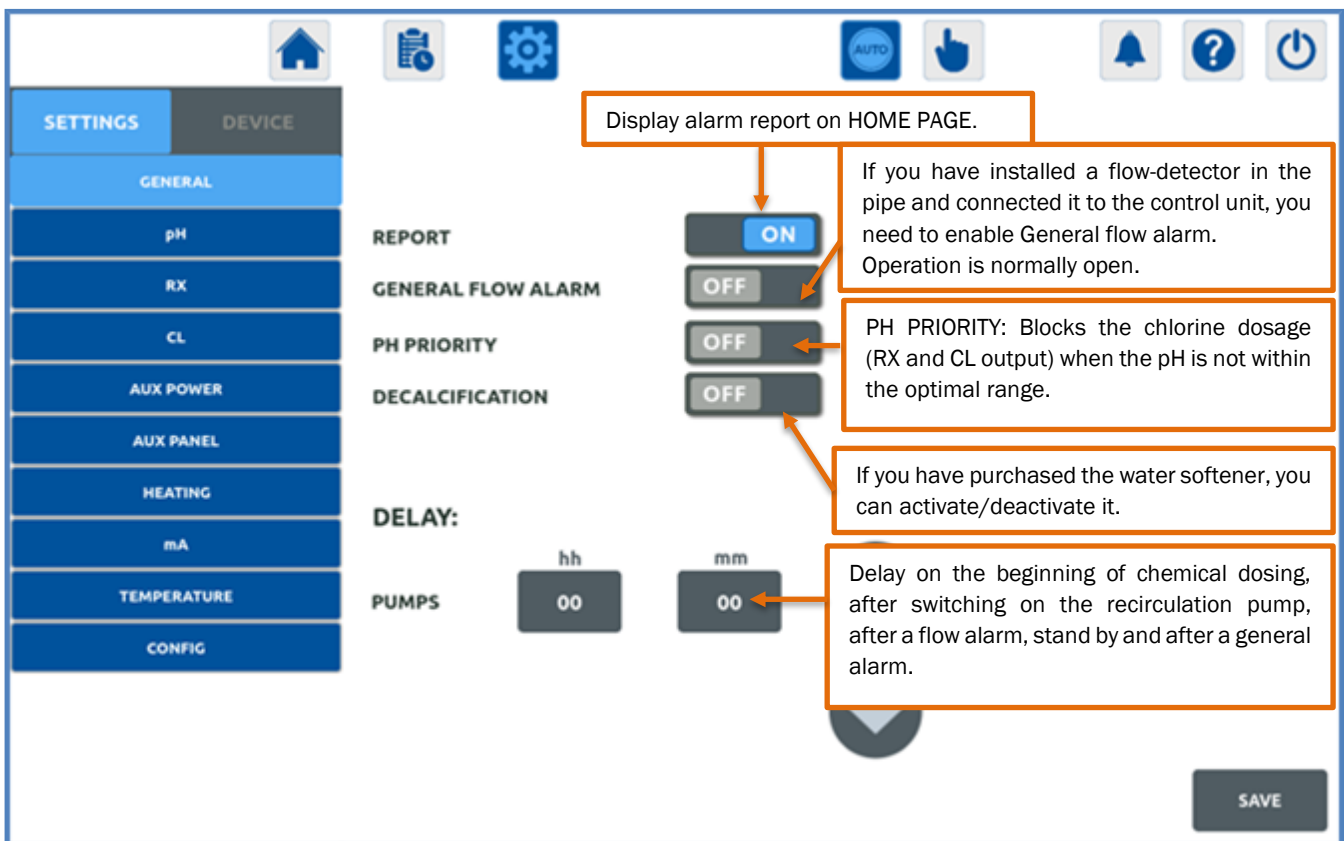 AUTO
?
SETTINGS
DEVICE
GENERAL
pH
RX
CL
AUX POWER
AUX PANEL
HEATING
mA
TEMPERATURE
CONFIG
Display alarm report on HOME PAGE.
REPORT
ON
GENERAL FLOW ALARM
OFF
PH PRIORITY
OFF
DECALCIFICATION
OFF
If you have installed a flow-detector in the
pipe and connected it to the control unit, you
need to enable General flow alarm.
Operation is normally open.
PH PRIORITY: Blocks the chlorine dosage
(RX and CL output) when the pH is not within
the optimal range.
If you have purchased the water softener, you
can activate/deactivate it.
DELAY:
hh
mm
PUMPS
00
00
Delay on the beginning of chemical dosing,
after switching on the recirculation pump,
after a flow alarm, stand by and after a general
alarm.
SAVE